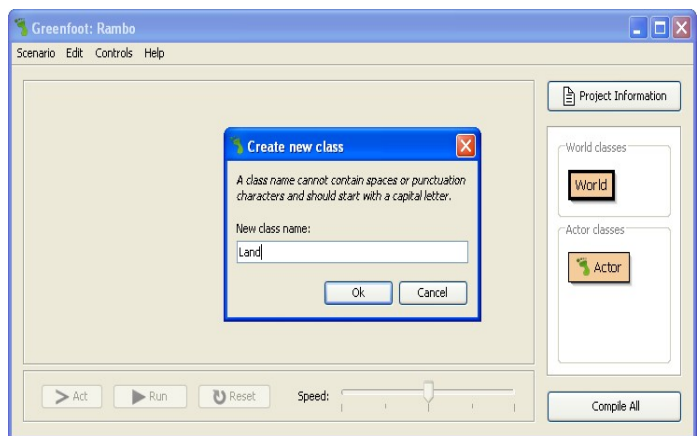 Greenfoot: Rambo
Scenario Edit Controls Help
Project Information
Create new class
A class name cannot contain spaces or punctuation
characters and should start with a capital letter.
New class name:
Land
Ok Cancel
World classes
World
Actor classes
Actor
Act Run Reset Speed:
Compile All